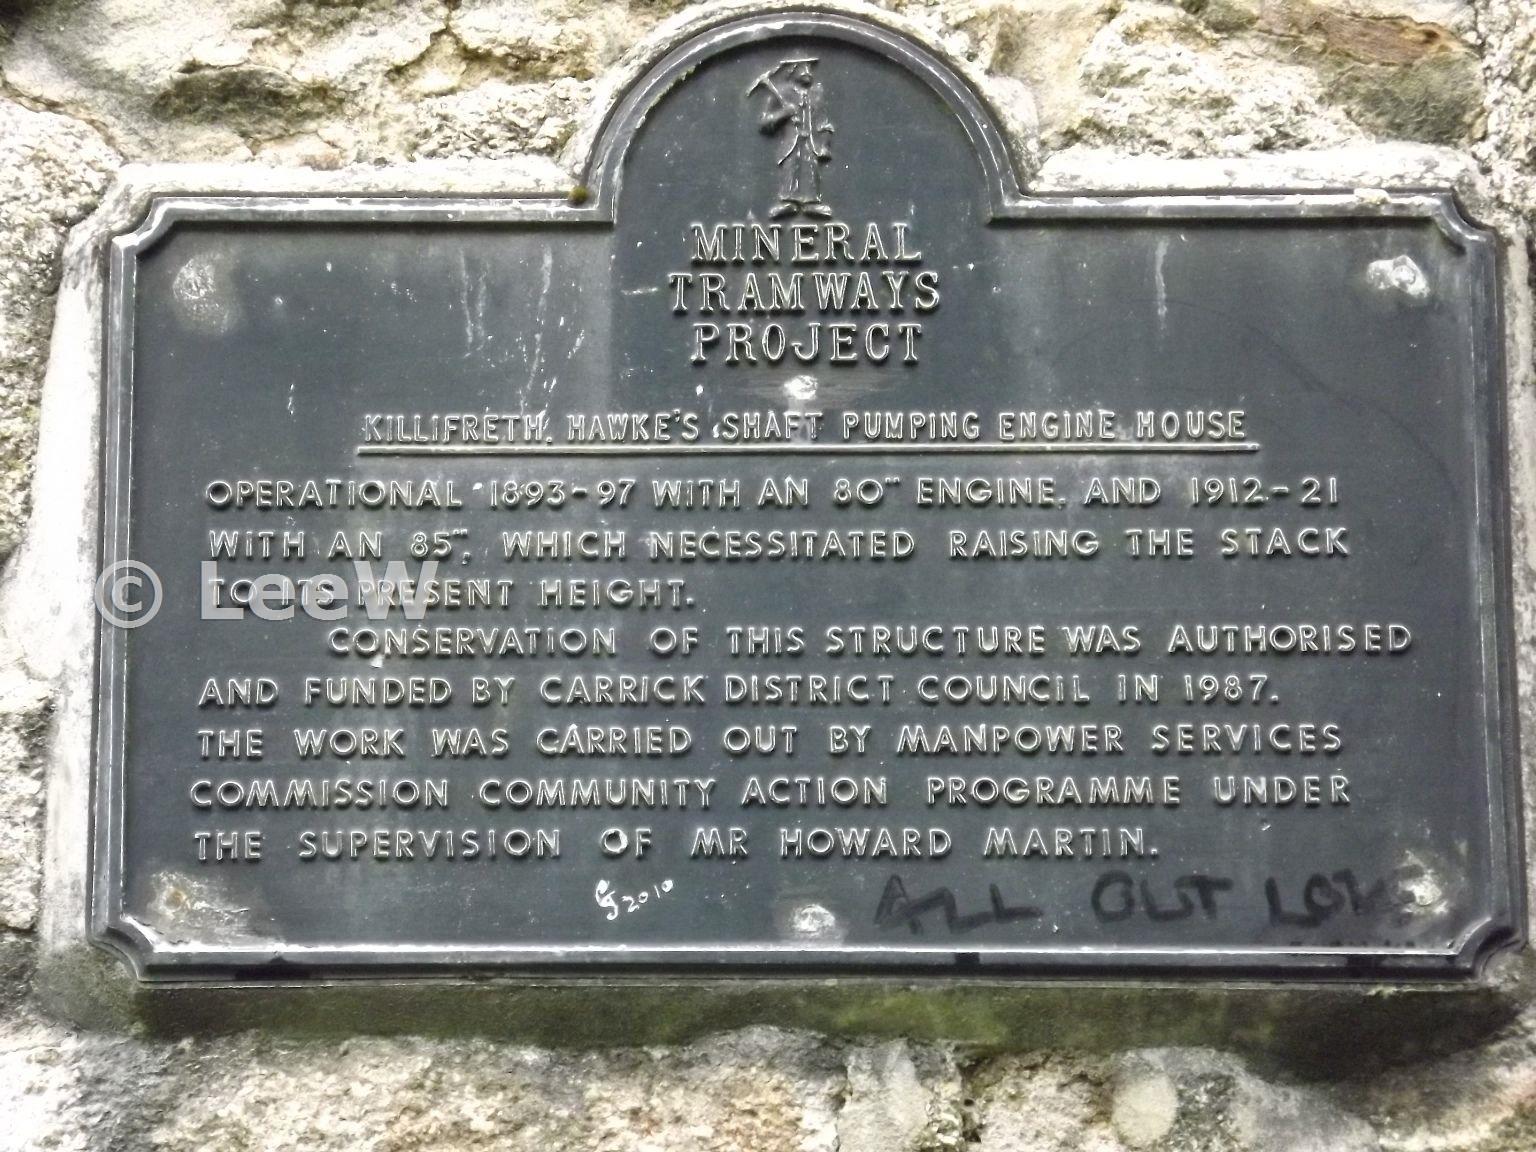 MINERAL
TRAMWAYS
PROJECT
KILLIFRETH, HAWKE'S SHAFT PUMPING ENGINE HOUSE
OPERATIONAL 1893-97 WITH AN 80" ENGINE, AND 1912-21
WITH AN 85", WHICH NECESSITATED RAISING THE STACK
TO ITS PRESENT HEIGHT.
CONSERVATION OF THIS STRUCTURE WAS AUTHORISED
AND FUNDED BY CARRICK DISTRICT COUNCIL IN 1987.
THE WORK WAS CARRIED OUT BY MANPOWER SERVICES
COMMISSION COMMUNITY ACTION PROGRAMME UNDER
THE SUPERVISION OF MR HOWARD MARTIN.
2010
ALL OUT
© LeeW